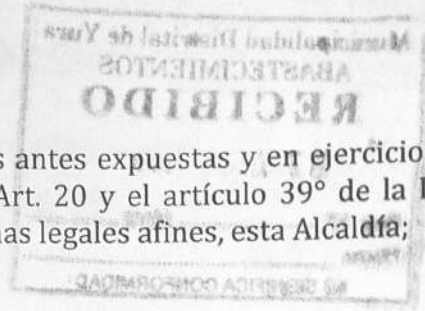 Municipalidad Distrital de Yura
ABASTECIMIENTOS
RECIBIDO
s antes expuestas y en ejercicio
Art. 20 y el artículo 39° de la
as legales afines, esta Alcaldía;
NO SIGNIFICA CONFORMIDAD